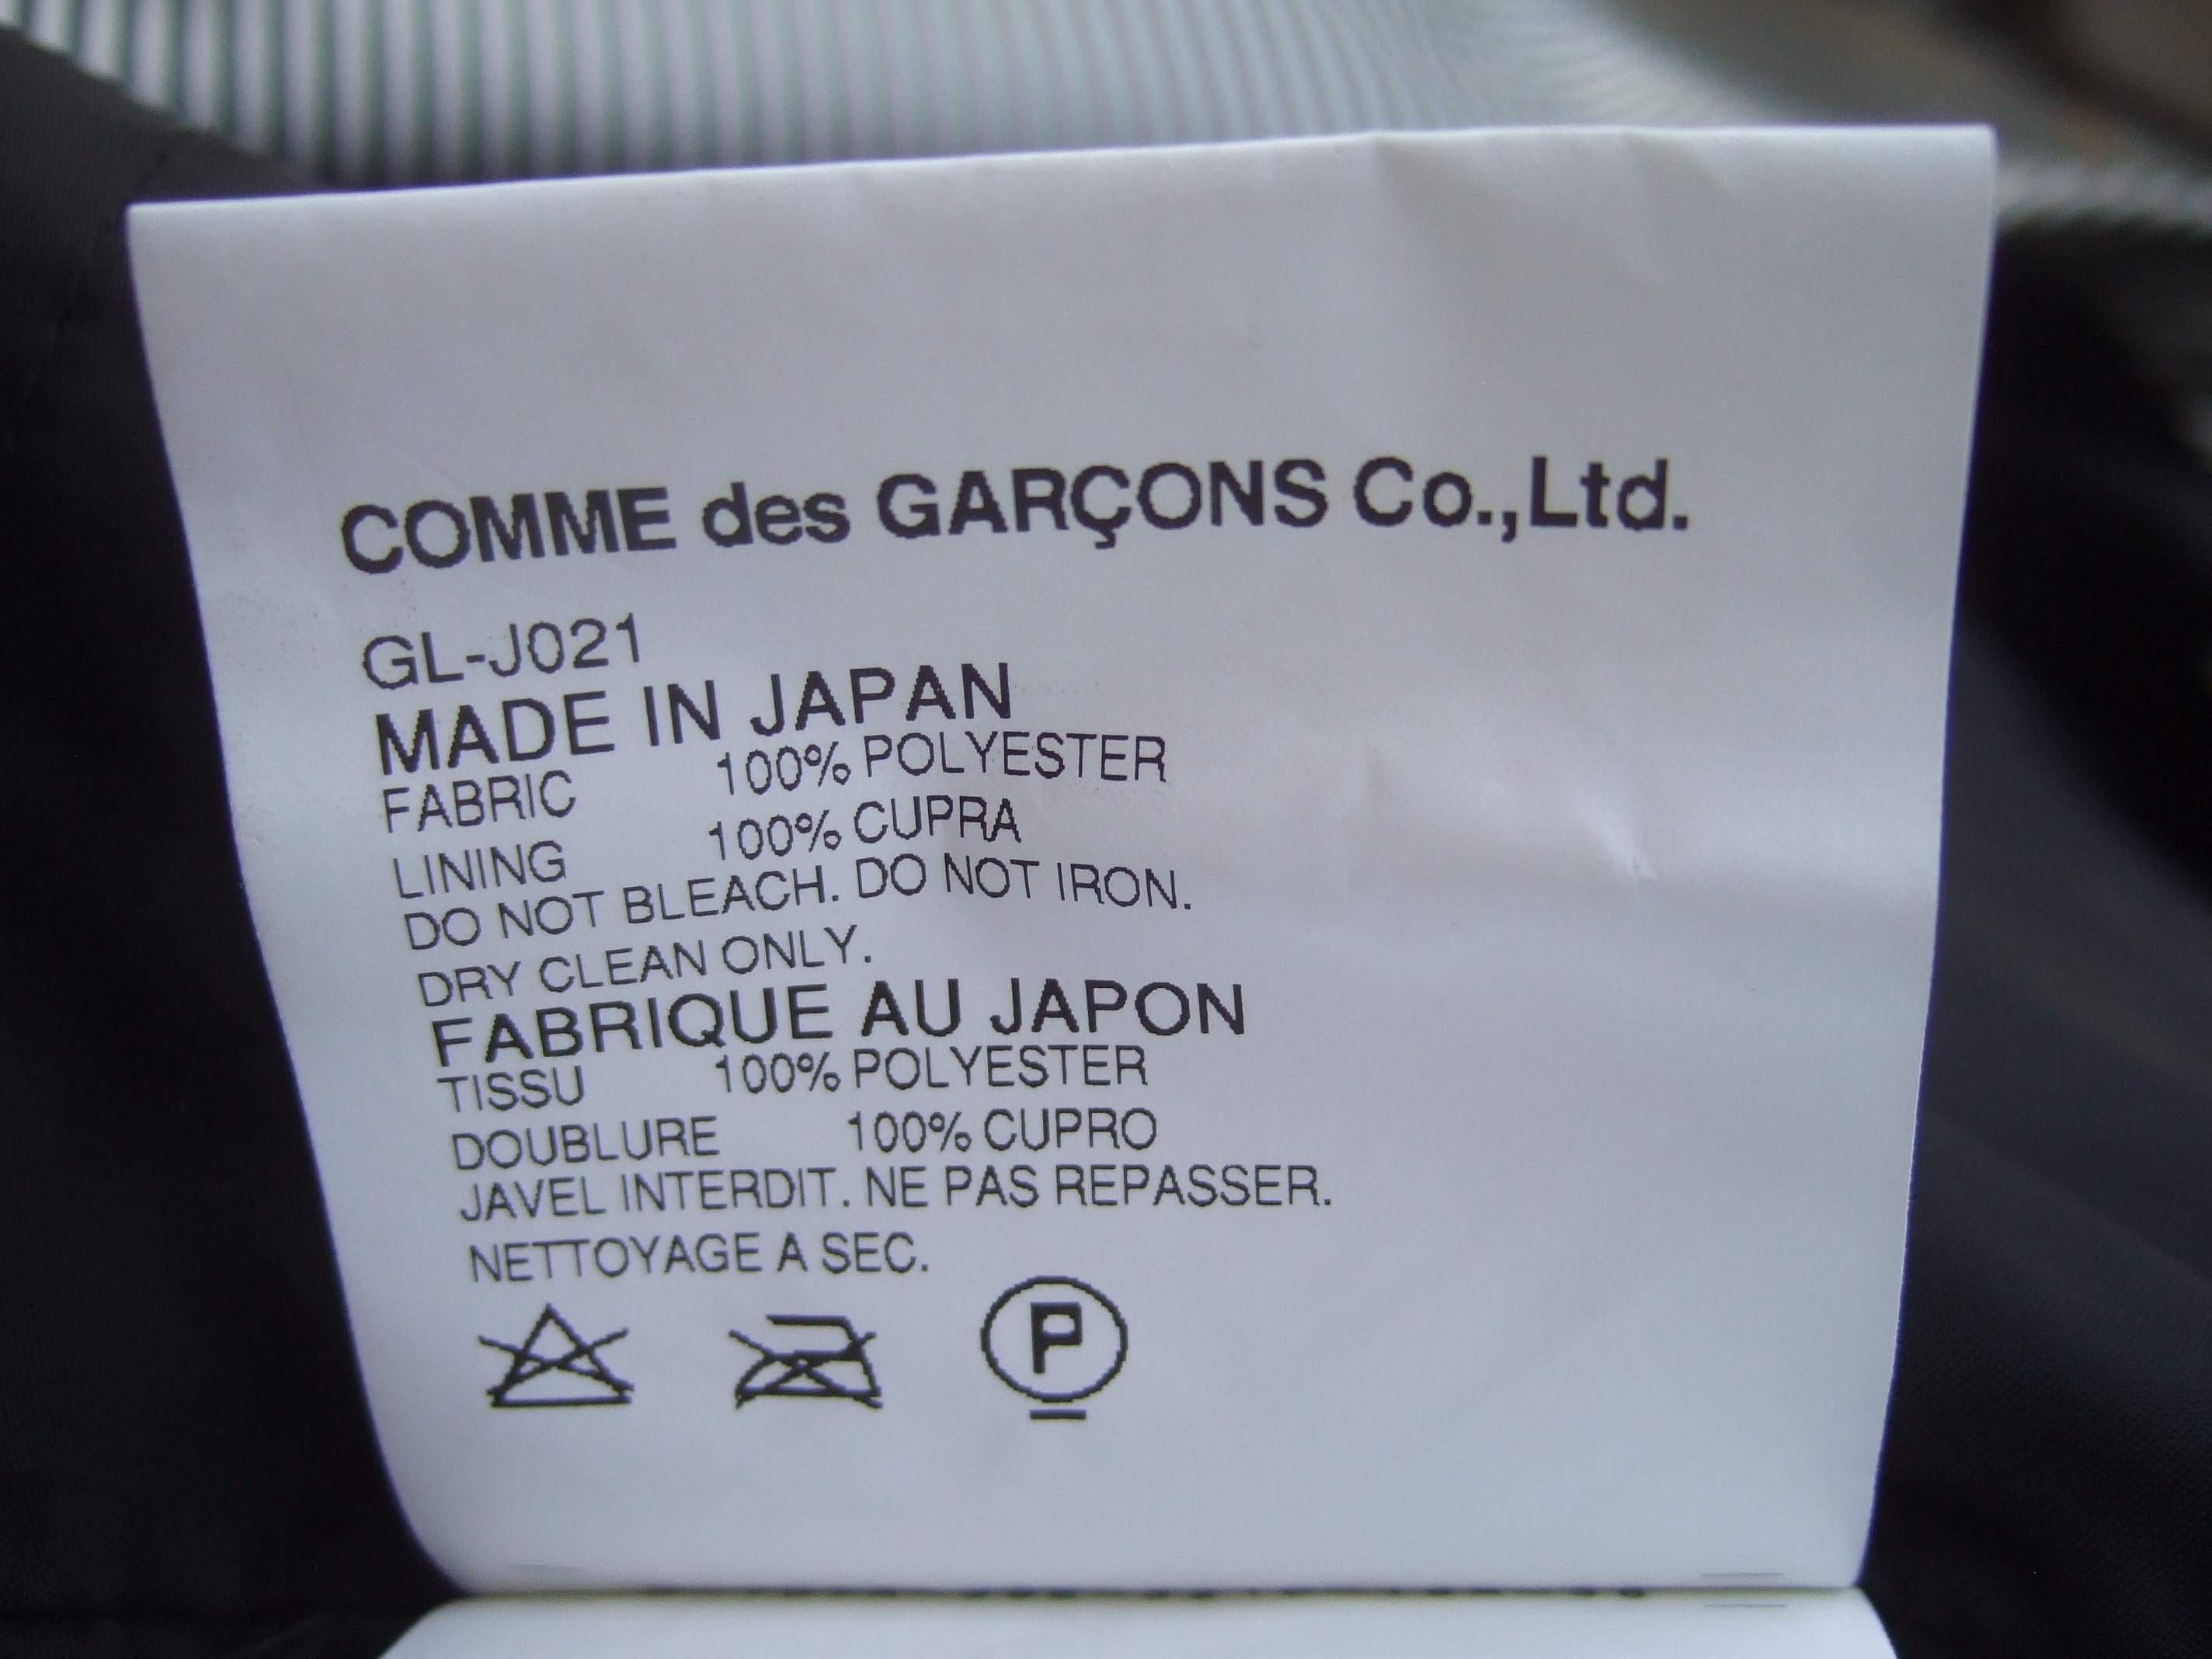 COMME des GARÇONS Co.,Ltd.
GL-J021
MADE IN JAPAN
FABRIC 100% POLYESTER
LINING 100% CUPRA
DO NOT BLEACH. DO NOT IRON.
DRY CLEAN ONLY.
FABRIQUE AU JAPON
TISSU 100% POLYESTER
DOUBLURE 100% CUPRO
JAVEL INTERDIT. NE PAS REPASSER.
NETTOYAGE A SEC.
P